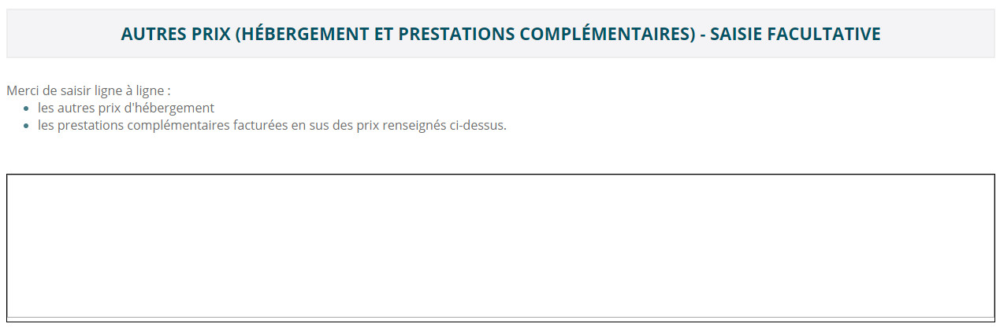 AUTRES PRIX (HÉBERGEMENT ET PRESTATIONS COMPLÉMENTAIRES) - SAISIE FACULTATIVE
Merci de saisir ligne à ligne :
les autres prix d'hébergement
les prestations complémentaires facturées en sus des prix renseignés ci-dessus.